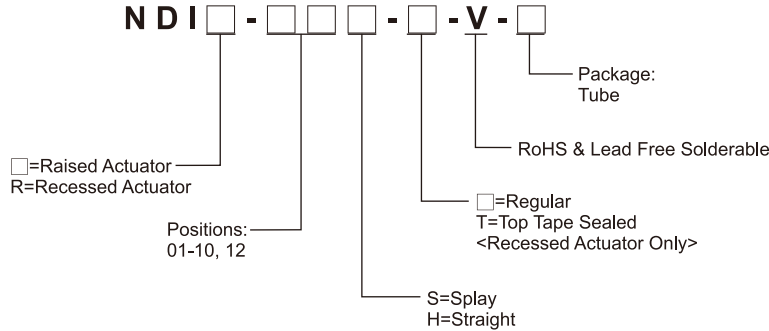 NDI□-□□□-□-V-□
Package:
Tube
RoHS & Lead Free Solderable
□=Raised Actuator
R=Recessed Actuator
□=Regular
T=Top Tape Sealed
<Recessed Actuator Only>
Positions:
01-10, 12
S=Splay
H=Straight